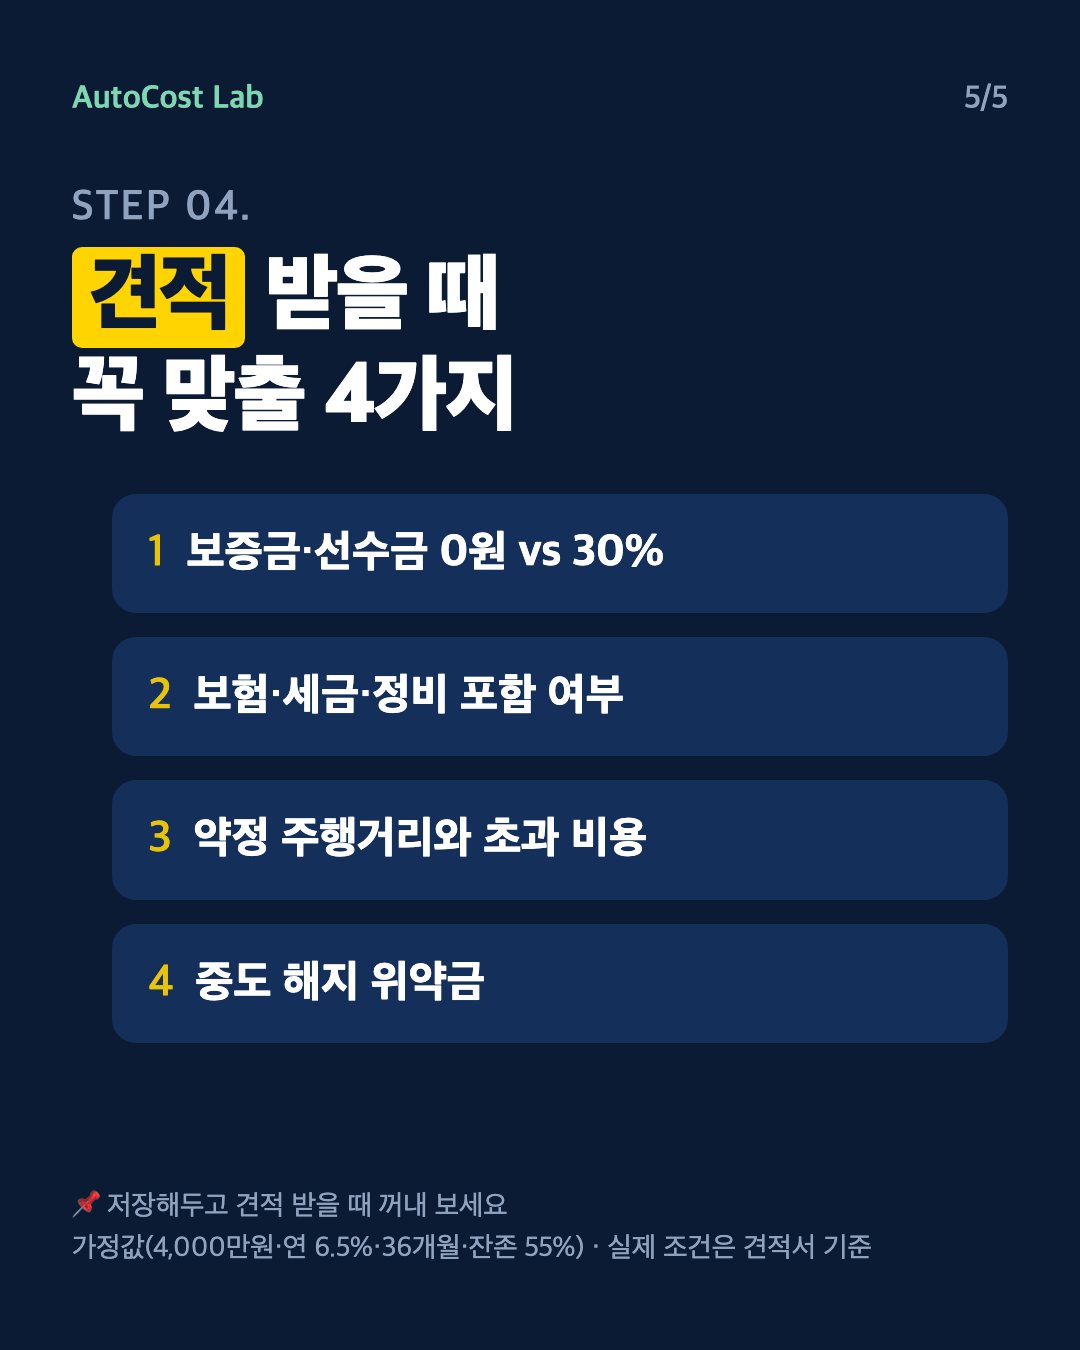 AutoCost Lab
5/5
STEP 04.
견적 받을 때
꼭 맞출 4가지
1 보증금·선수금 0원 vs 30%
2 보험·세금·정비 포함 여부
3 약정 주행거리와 초과 비용
4 중도 해지 위약금
📌 저장해두고 견적 받을 때 꺼내 보세요
가정값(4,000만원·연 6.5%·36개월·잔존 55%) · 실제 조건은 견적서 기준